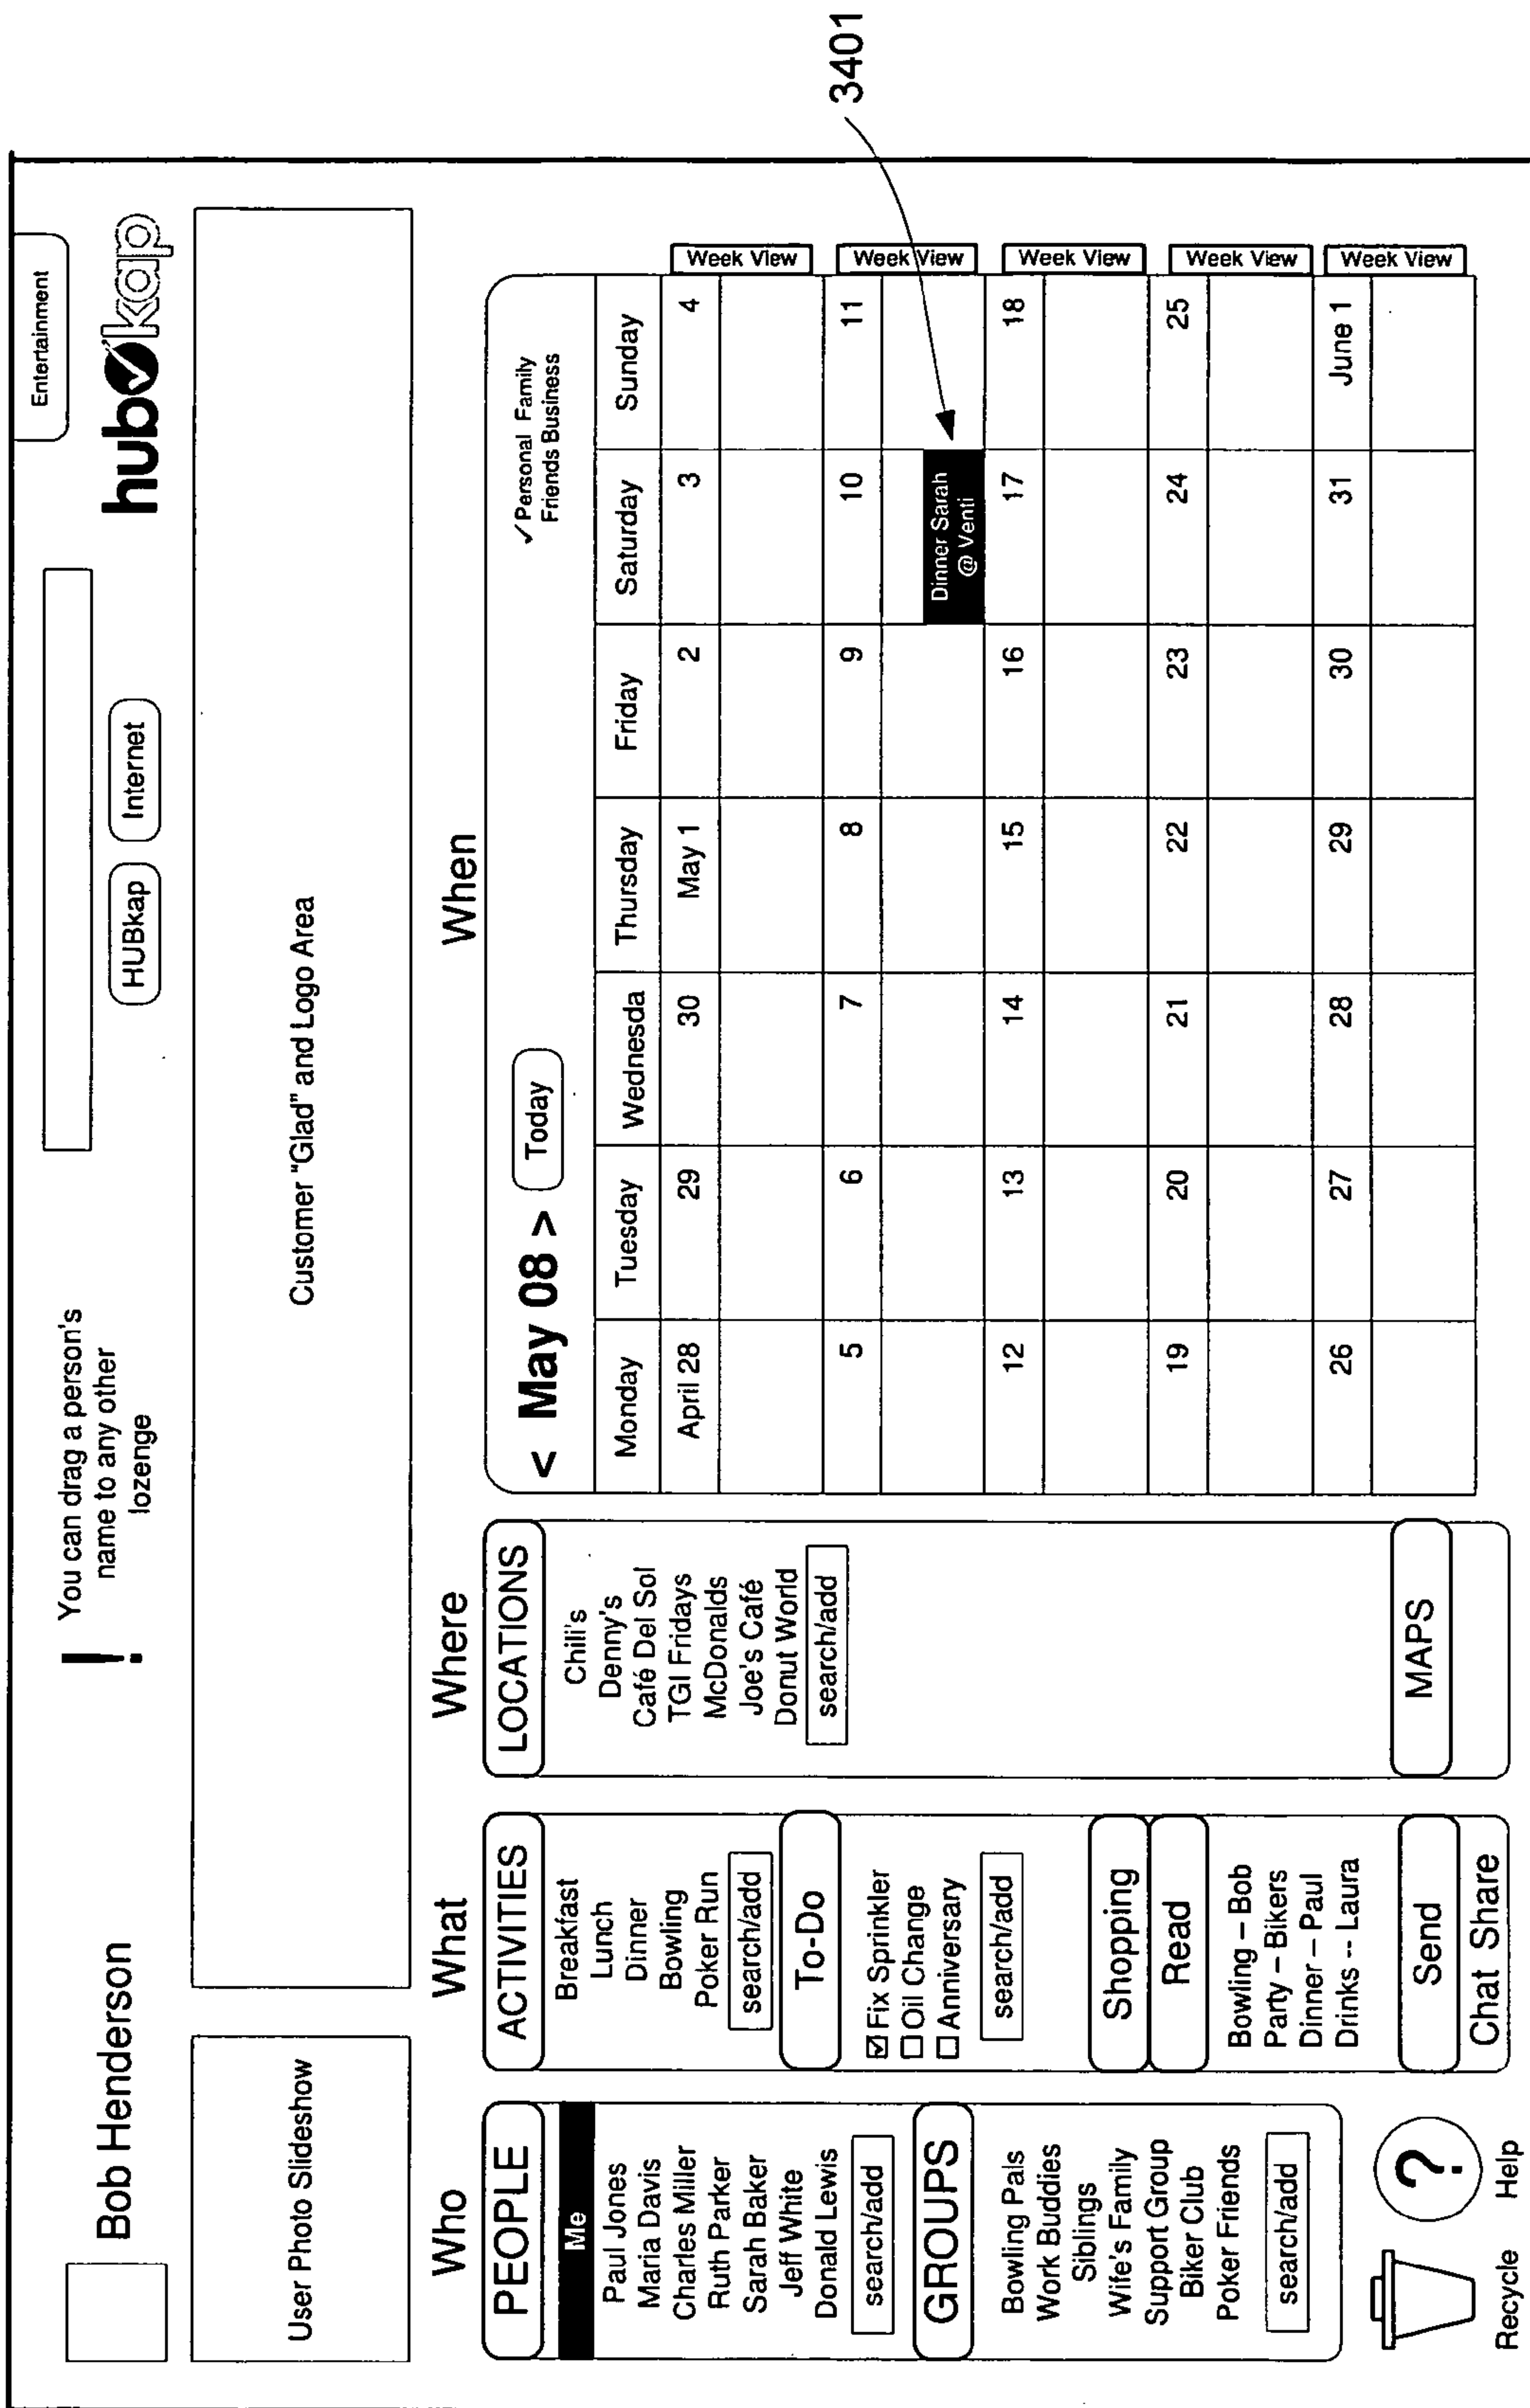 Bob Henderson
! You can drag a person's
name to any other
lozenge
Entertainment
HUBkap
Internet
hub kap
User Photo Slideshow
Customer "Glad" and Logo Area
Who
PEOPLE
Me
Paul Jones
Maria Davis
Charles Miller
Ruth Parker
Sarah Baker
Jeff White
Donald Lewis
search/add
GROUPS
Bowling Pals
Work Buddies
Siblings
Wife's Family
Support Group
Biker Club
Poker Friends
search/add
Recycle
?
Help
What
ACTIVITIES
Breakfast
Lunch
Dinner
Bowling
Poker Run
search/add
To-Do
☑ Fix Sprinkler
☐ Oil Change
☐ Anniversary
search/add
Shopping
Read
Bowling – Bob
Party – Bikers
Dinner – Paul
Drinks -- Laura
Send
Chat Share
Where
LOCATIONS
Chili's
Denny's
Café Del Sol
TGI Fridays
McDonalds
Joe's Café
Donut World
search/add
MAPS
When
< May 08 > Today
✓ Personal Family
Friends Business
Monday Tuesday Wednesda Thursday Friday Saturday Sunday
April 28 29 30 May 1 2 3 4
Week View
5 6 7 8 9 10 11
Week View
Dinner Sarah
@ Venti
12 13 14 15 16 17 18
Week View
19 20 21 22 23 24 25
Week View
26 27 28 29 30 31 June 1
Week View
3401